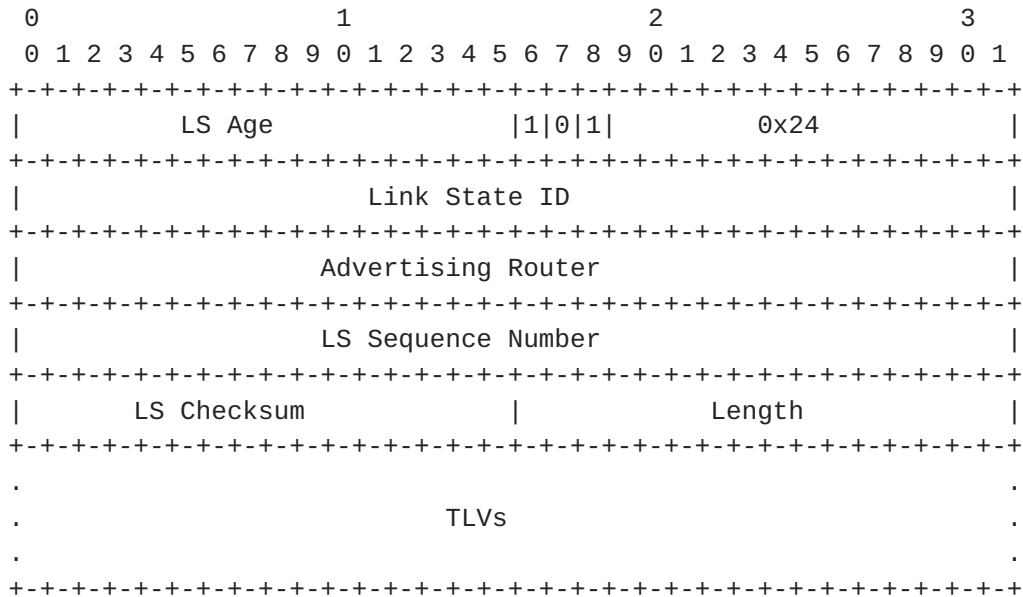 0                   1                   2                   3
 0 1 2 3 4 5 6 7 8 9 0 1 2 3 4 5 6 7 8 9 0 1 2 3 4 5 6 7 8 9 0 1
+-+-+-+-+-+-+-+-+-+-+-+-+-+-+-+-+-+-+-+-+-+-+-+-+-+-+-+-+-+-+-+-+
|          LS Age               |1|0|1|         0x24            |
+-+-+-+-+-+-+-+-+-+-+-+-+-+-+-+-+-+-+-+-+-+-+-+-+-+-+-+-+-+-+-+-+
|                      Link State ID                            |
+-+-+-+-+-+-+-+-+-+-+-+-+-+-+-+-+-+-+-+-+-+-+-+-+-+-+-+-+-+-+-+-+
|                   Advertising Router                          |
+-+-+-+-+-+-+-+-+-+-+-+-+-+-+-+-+-+-+-+-+-+-+-+-+-+-+-+-+-+-+-+-+
|                   LS Sequence Number                          |
+-+-+-+-+-+-+-+-+-+-+-+-+-+-+-+-+-+-+-+-+-+-+-+-+-+-+-+-+-+-+-+-+
|       LS Checksum             |            Length             |
+-+-+-+-+-+-+-+-+-+-+-+-+-+-+-+-+-+-+-+-+-+-+-+-+-+-+-+-+-+-+-+-+
.                                                               .
.                           TLVs                                .
.                                                               .
+-+-+-+-+-+-+-+-+-+-+-+-+-+-+-+-+-+-+-+-+-+-+-+-+-+-+-+-+-+-+-+-+